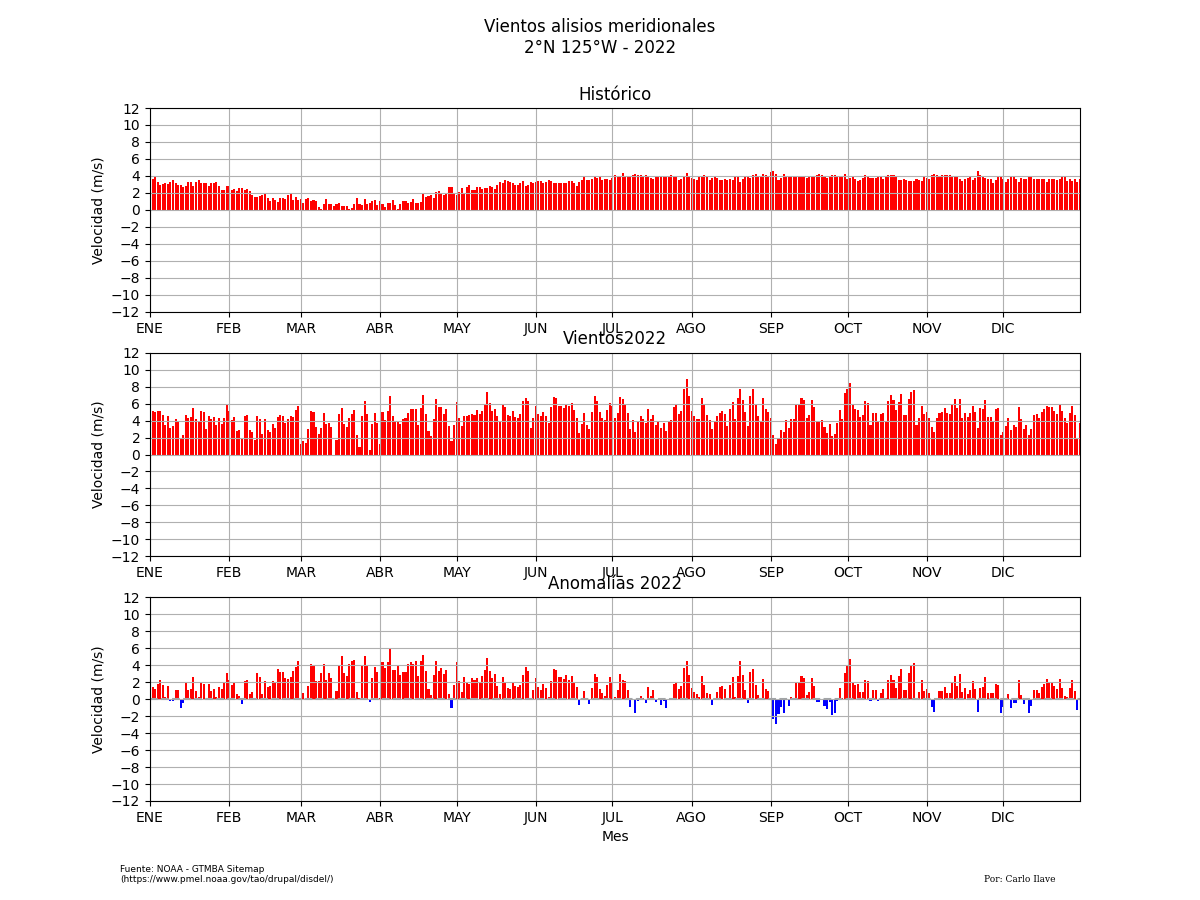 Vientos alisios meridionales
2°N 125°W - 2022
Histórico
12
10
8
6
4
2
0
−2
−4
−6
−8
−10
−12
Velocidad (m/s)
ENE FEB MAR ABR MAY JUN JUL AGO SEP OCT NOV DIC
Vientos2022
12
10
8
6
4
2
0
−2
−4
−6
−8
−10
−12
Velocidad (m/s)
ENE FEB MAR ABR MAY JUN JUL AGO SEP OCT NOV DIC
Anomalías 2022
12
10
8
6
4
2
0
−2
−4
−6
−8
−10
−12
Velocidad (m/s)
ENE FEB MAR ABR MAY JUN JUL AGO SEP OCT NOV DIC
Mes
Fuente: NOAA - GTMBA Sitemap
(https://www.pmel.noaa.gov/tao/drupal/disdel/)
Por: Carlo Ilave